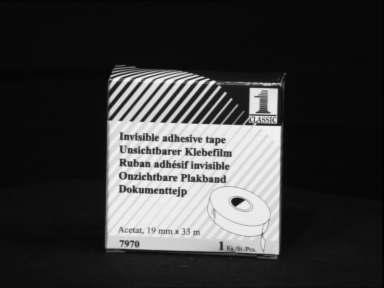 1
CLASSIC
Invisible adhesive tape
Unsichtbarer Klebefilm
Ruban adhésif invisible
Onzichtbare Plakband
Dokumenttejp
Acetat, 19 mm x 33 m
7970
1 Ea./St./Pcs.